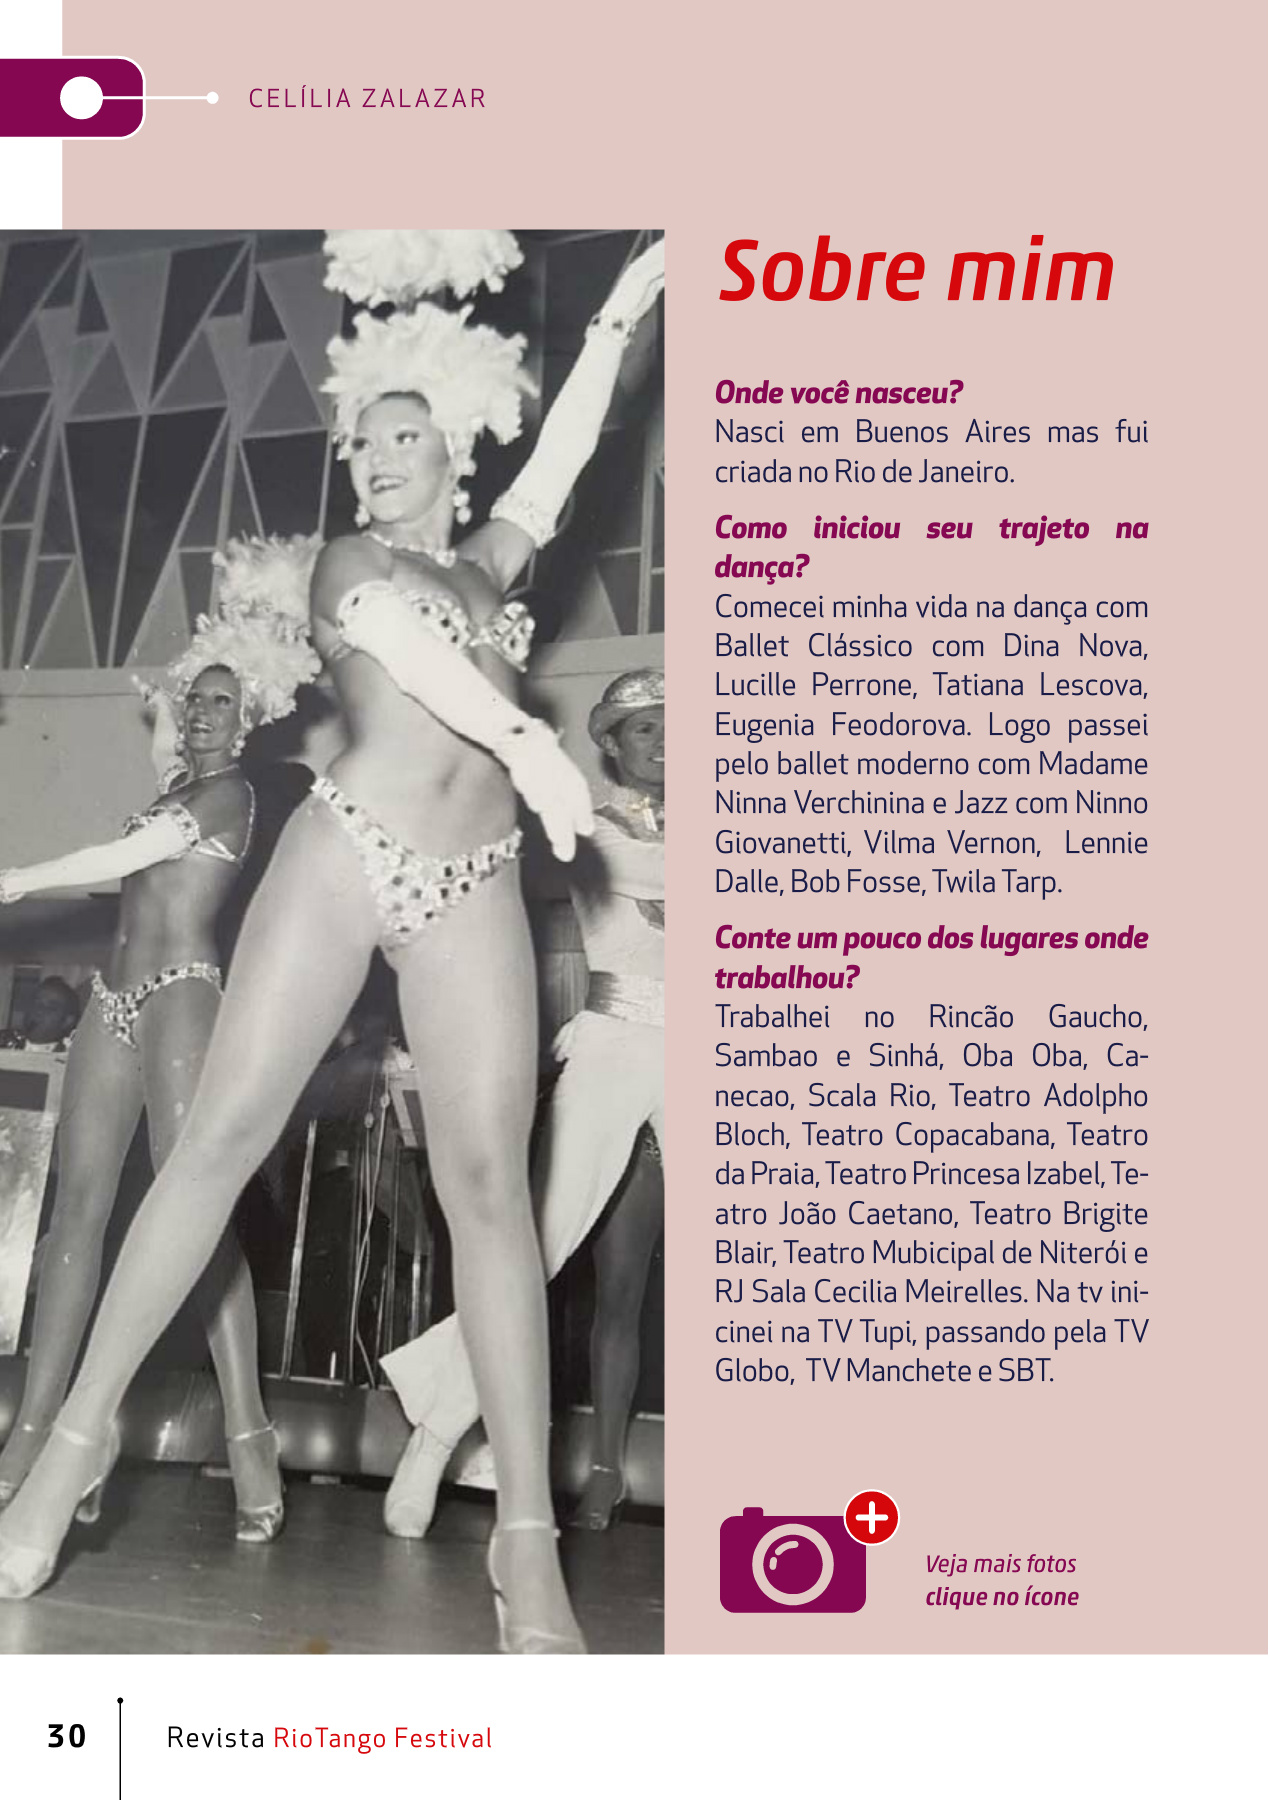 CELÍLIA ZALAZAR
Sobre mim
Onde você nasceu?
Nasci em Buenos Aires mas fui
criada no Rio de Janeiro.
Como iniciou seu trajeto na
dança?
Comecei minha vida na dança com
Ballet Clássico com Dina Nova,
Lucille Perrone, Tatiana Lescova,
Eugenia Feodorova. Logo passei
pelo ballet moderno com Madame
Ninna Verchinina e Jazz com Ninno
Giovanetti, Vilma Vernon, Lennie
Dalle, Bob Fosse, Twila Tarp.
Conte um pouco dos lugares onde
trabalhou?
Trabalhei no Rincão Gaucho,
Sambao e Sinhá, Oba Oba, Ca-
necao, Scala Rio, Teatro Adolpho
Bloch, Teatro Copacabana, Teatro
da Praia, Teatro Princesa Izabel, Te-
atro João Caetano, Teatro Brigite
Blair, Teatro Mubicipal de Niterói e
RJ Sala Cecilia Meirelles. Na tv ini-
cinei na TV Tupi, passando pela TV
Globo, TV Manchete e SBT.
Veja mais fotos
clique no ícone
30
Revista RioTango Festival